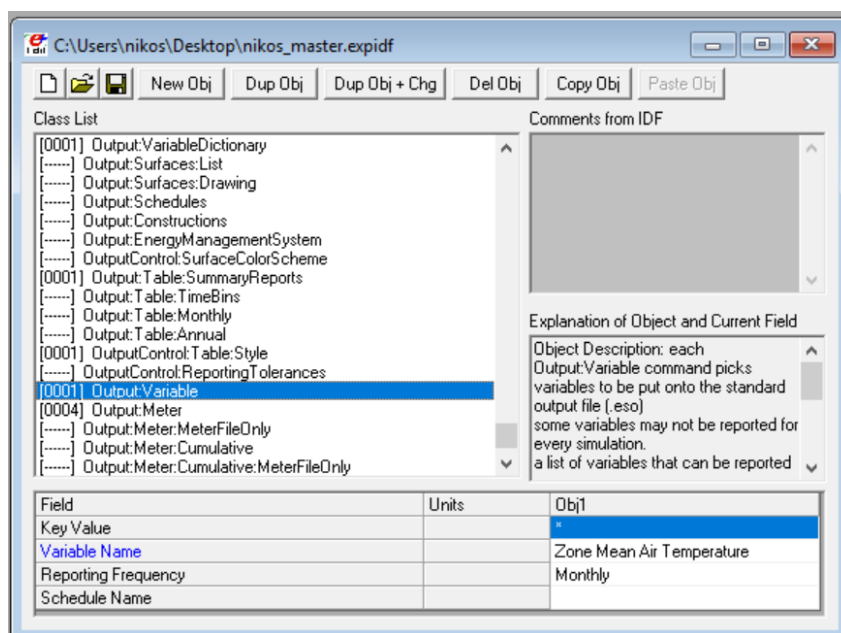 C:\Users\nikos\Desktop\nikos_master.expidf
New Obj Dup Obj Dup Obj + Chg Del Obj Copy Obj Paste Obj
Class List
[0001] Output:VariableDictionary
[------] Output:Surfaces:List
[------] Output:Surfaces:Drawing
[------] Output:Schedules
[------] Output:Constructions
[------] Output:EnergyManagementSystem
[------] OutputControl:SurfaceColorScheme
[0001] Output:Table:SummaryReports
[------] Output:Table:TimeBins
[------] Output:Table:Monthly
[------] Output:Table:Annual
[0001] OutputControl:Table:Style
[------] OutputControl:ReportingTolerances
[0001] Output:Variable
[0004] Output:Meter
[------] Output:Meter:MeterFileOnly
[------] Output:Meter:Cumulative
[------] Output:Meter:Cumulative:MeterFileOnly
Comments from IDF
Explanation of Object and Current Field
Object Description: each
Output:Variable command picks
variables to be put onto the standard
output file (.eso)
some variables may not be reported for
every simulation.
a list of variables that can be reported
Field Units Obj1
Key Value *
Variable Name Zone Mean Air Temperature
Reporting Frequency Monthly
Schedule Name